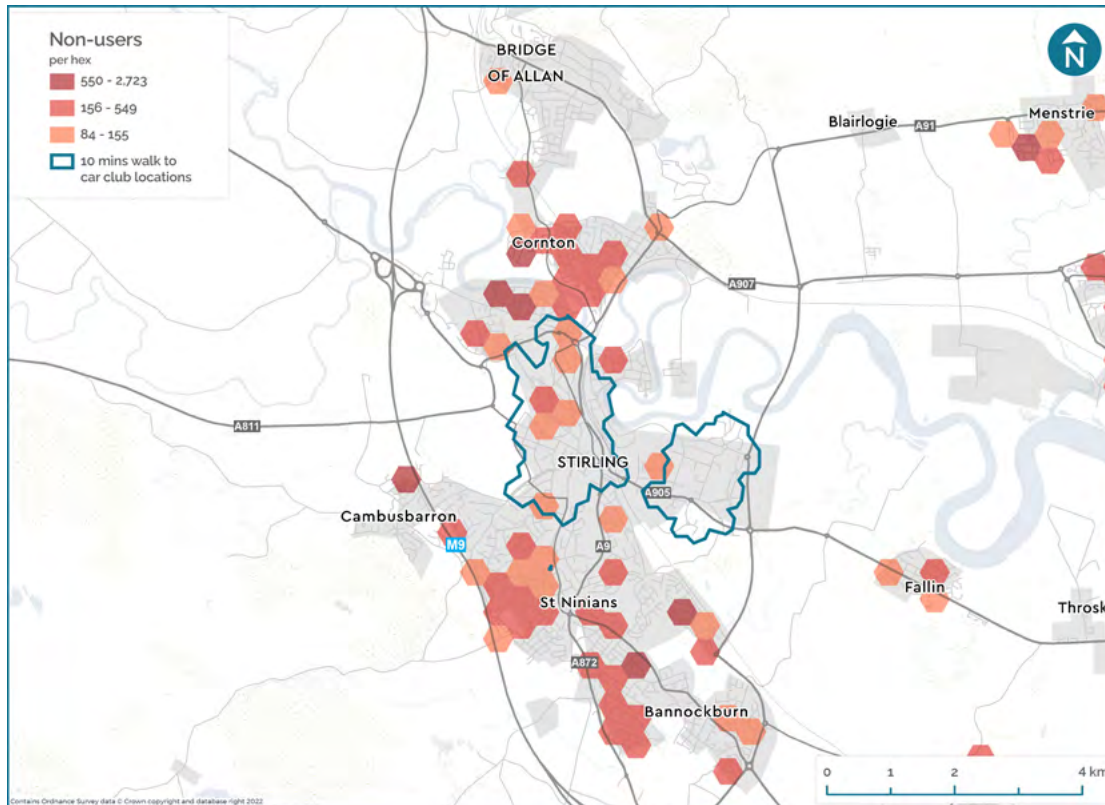 Non-users
per hex
550 - 2,723
156 - 549
84 - 155
10 mins walk to
car club locations
N
BRIDGE
OF ALLAN
Blairlogie
A91
Menstrie
Cornton
A907
A811
STIRLING
A905
Cambusbarron
M9
A9
Fallin
St Ninians
Throsk
A872
Bannockburn
0 1 2 4 km
Contains Ordnance Survey data © Crown copyright and database right 2022